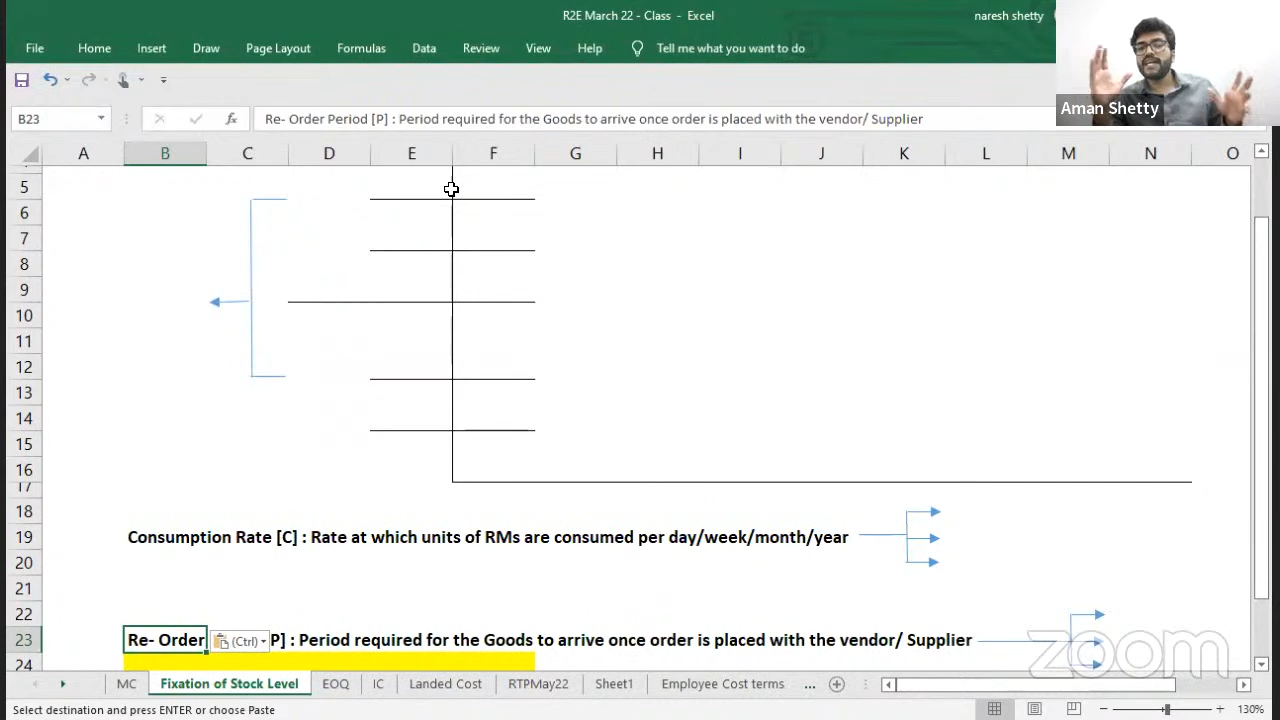 R2E March 22 - Class - Excel
naresh shetty
File Home Insert Draw Page Layout Formulas Data Review View Help Tell me what you want to do
Aman Shetty
B23 fx Re- Order Period [P] : Period required for the Goods to arrive once order is placed with the vendor/ Supplier
A B C D E F G H I J K L M N O
5
6
7
8
9
10
11
12
13
14
15
16
17
18
19 Consumption Rate [C] : Rate at which units of RMs are consumed per day/week/month/year
20
21
22
23 Re- Order (Ctrl) P] : Period required for the Goods to arrive once order is placed with the vendor/ Supplier
zoom
24
MC Fixation of Stock Level EOQ IC Landed Cost RTPMay22 Sheet1 Employee Cost terms ...
Select destination and press ENTER or choose Paste 130%